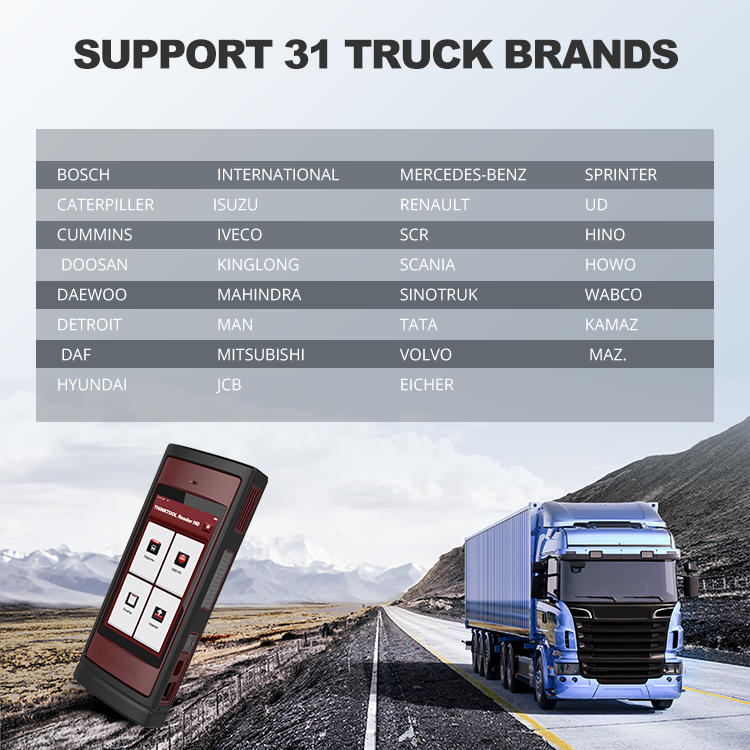 SUPPORT 31 TRUCK BRANDS
BOSCH INTERNATIONAL MERCEDES-BENZ SPRINTER
CATERPILLER ISUZU RENAULT UD
CUMMINS IVECO SCR HINO
DOOSAN KINGLONG SCANIA HOWO
DAEWOO MAHINDRA SINOTRUK WABCO
DETROIT MAN TATA KAMAZ
DAF MITSUBISHI VOLVO MAZ.
HYUNDAI JCB EICHER
THINKTOOL Reader HD